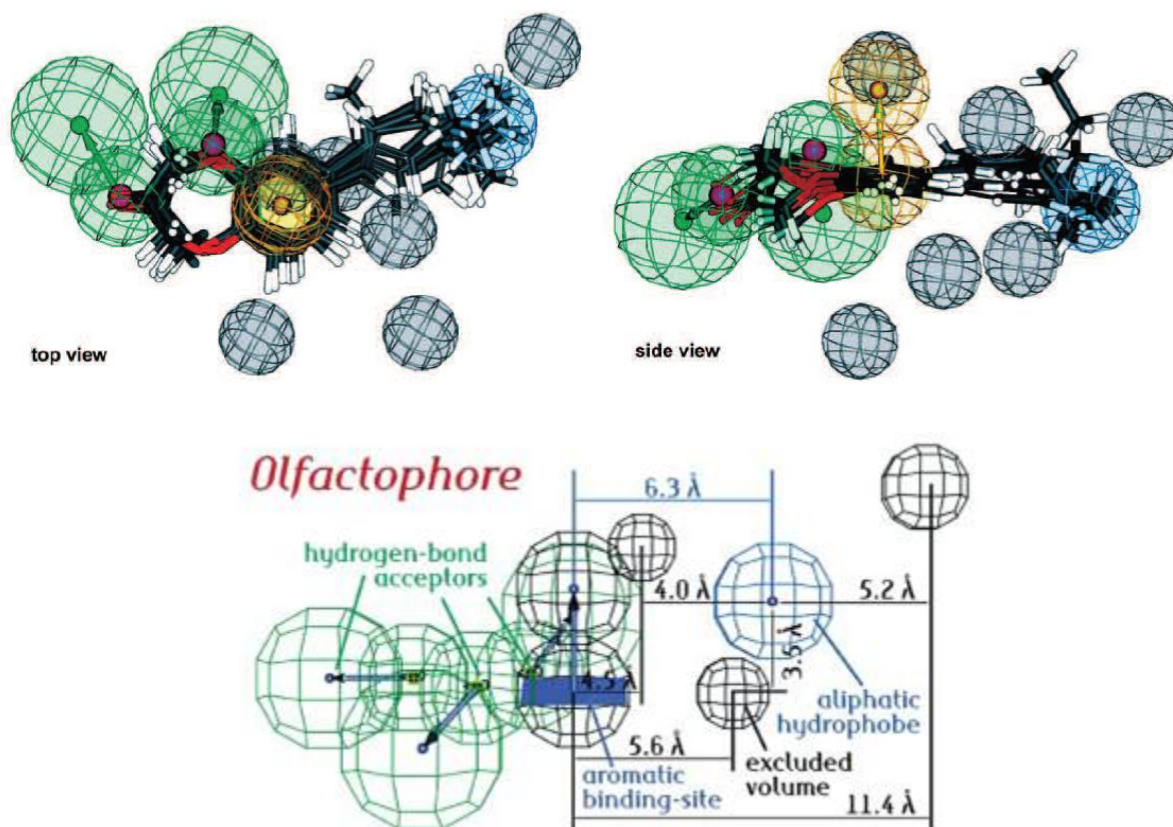 top view
side view
Olfactophore
hydrogen-bond
acceptors
6.3 Å
4.0 Å
5.2 Å
3.5 Å
4.5 Å
aliphatic
hydrophobe
5.6 Å
aromatic
binding-site
excluded
volume
11.4 Å